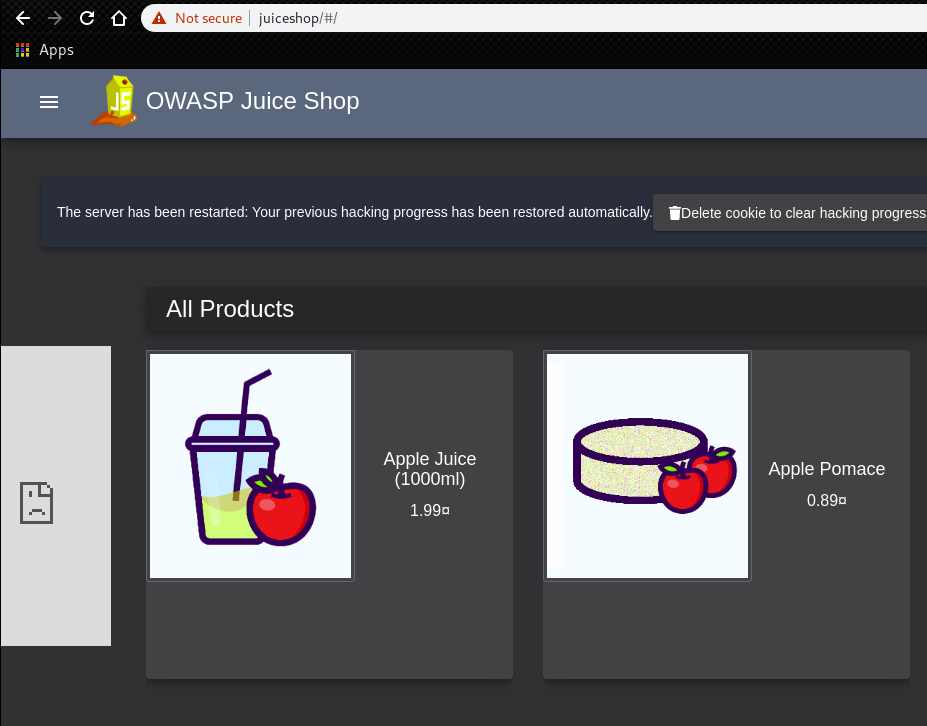 Not secure | juiceshop/#/
Apps
JS
OWASP Juice Shop
The server has been restarted: Your previous hacking progress has been restored automatically.
Delete cookie to clear hacking progress
All Products
Apple Juice
(1000ml)
1.99¤
Apple Pomace
0.89¤